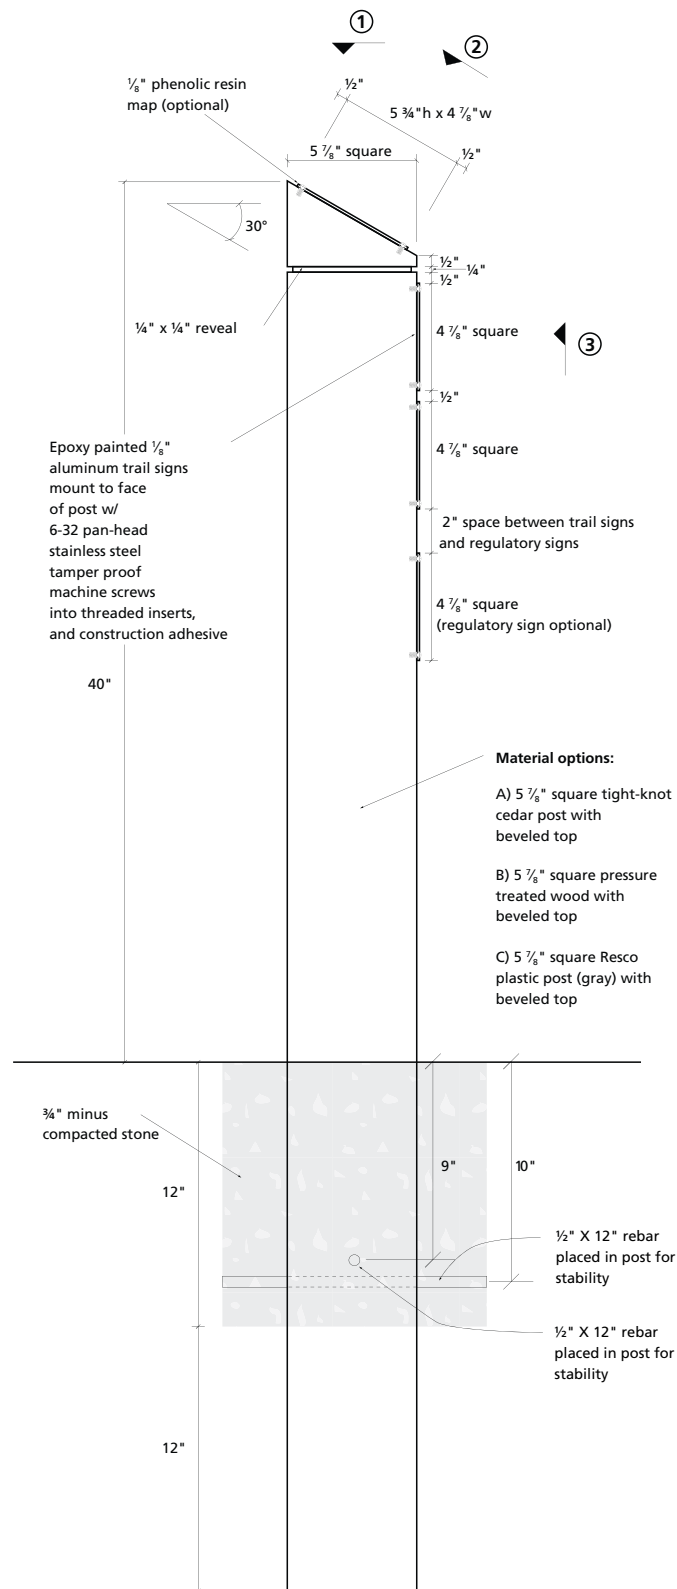 1
2
⅛" phenolic resin
map (optional)
½"
5 ¾"h x 4 ⅞"w
5 ⅞" square
½"
30°
½"
¼"
½"
¼" x ¼" reveal
4 ⅞" square
3
½"
Epoxy painted ⅛"
aluminum trail signs
mount to face
of post w/
6-32 pan-head
stainless steel
tamper proof
machine screws
into threaded inserts,
and construction adhesive
4 ⅞" square
2" space between trail signs
and regulatory signs
4 ⅞" square
(regulatory sign optional)
40"
Material options:
A) 5 ⅞" square tight-knot
cedar post with
beveled top
B) 5 ⅞" square pressure
treated wood with
beveled top
C) 5 ⅞" square Resco
plastic post (gray) with
beveled top
¾" minus
compacted stone
9"
10"
12"
½" X 12" rebar
placed in post for
stability
½" X 12" rebar
placed in post for
stability
12"